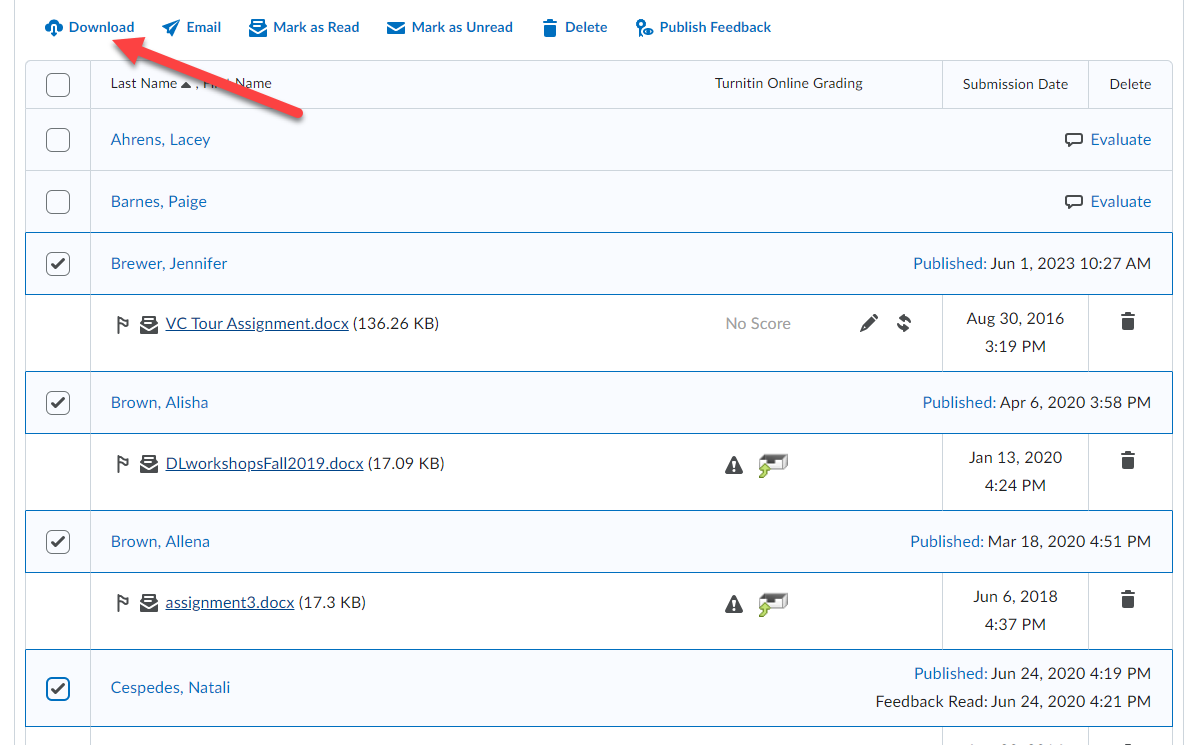 Download Email Mark as Read Mark as Unread Delete Publish Feedback
Last Name , First Name Turnitin Online Grading Submission Date Delete
Ahrens, Lacey Evaluate
Barnes, Paige Evaluate
Brewer, Jennifer Published: Jun 1, 2023 10:27 AM
VC Tour Assignment.docx (136.26 KB) No Score Aug 30, 2016
3:19 PM
Brown, Alisha Published: Apr 6, 2020 3:58 PM
DLworkshopsFall2019.docx (17.09 KB) Jan 13, 2020
4:24 PM
Brown, Allena Published: Mar 18, 2020 4:51 PM
assignment3.docx (17.3 KB) Jun 6, 2018
4:37 PM
Published: Jun 24, 2020 4:19 PM
Cespedes, Natali
Feedback Read: Jun 24, 2020 4:21 PM